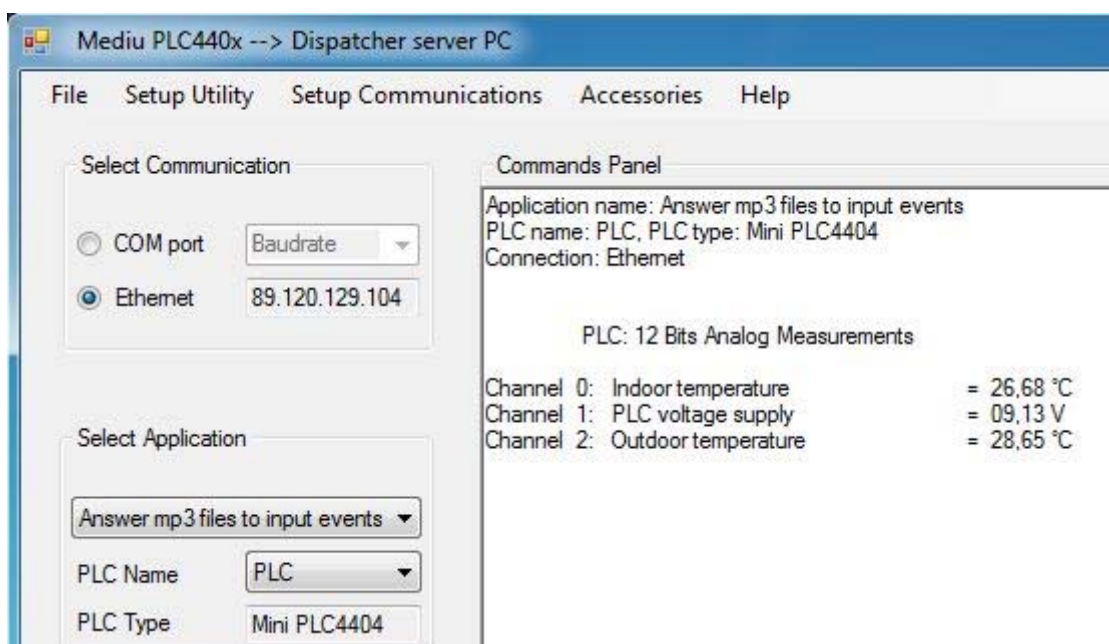 Mediu PLC440x --> Dispatcher server PC
File Setup Utility Setup Communications Accessories Help
Select Communication
COM port Baudrate
Ethernet 89.120.129.104
Select Application
Answer mp3 files to input events
PLC Name PLC
PLC Type Mini PLC4404
Commands Panel
Application name: Answer mp3 files to input events
PLC name: PLC, PLC type: Mini PLC4404
Connection: Ethernet
PLC: 12 Bits Analog Measurements
Channel 0: Indoor temperature = 26,68 °C
Channel 1: PLC voltage supply = 09,13 V
Channel 2: Outdoor temperature = 28,65 °C